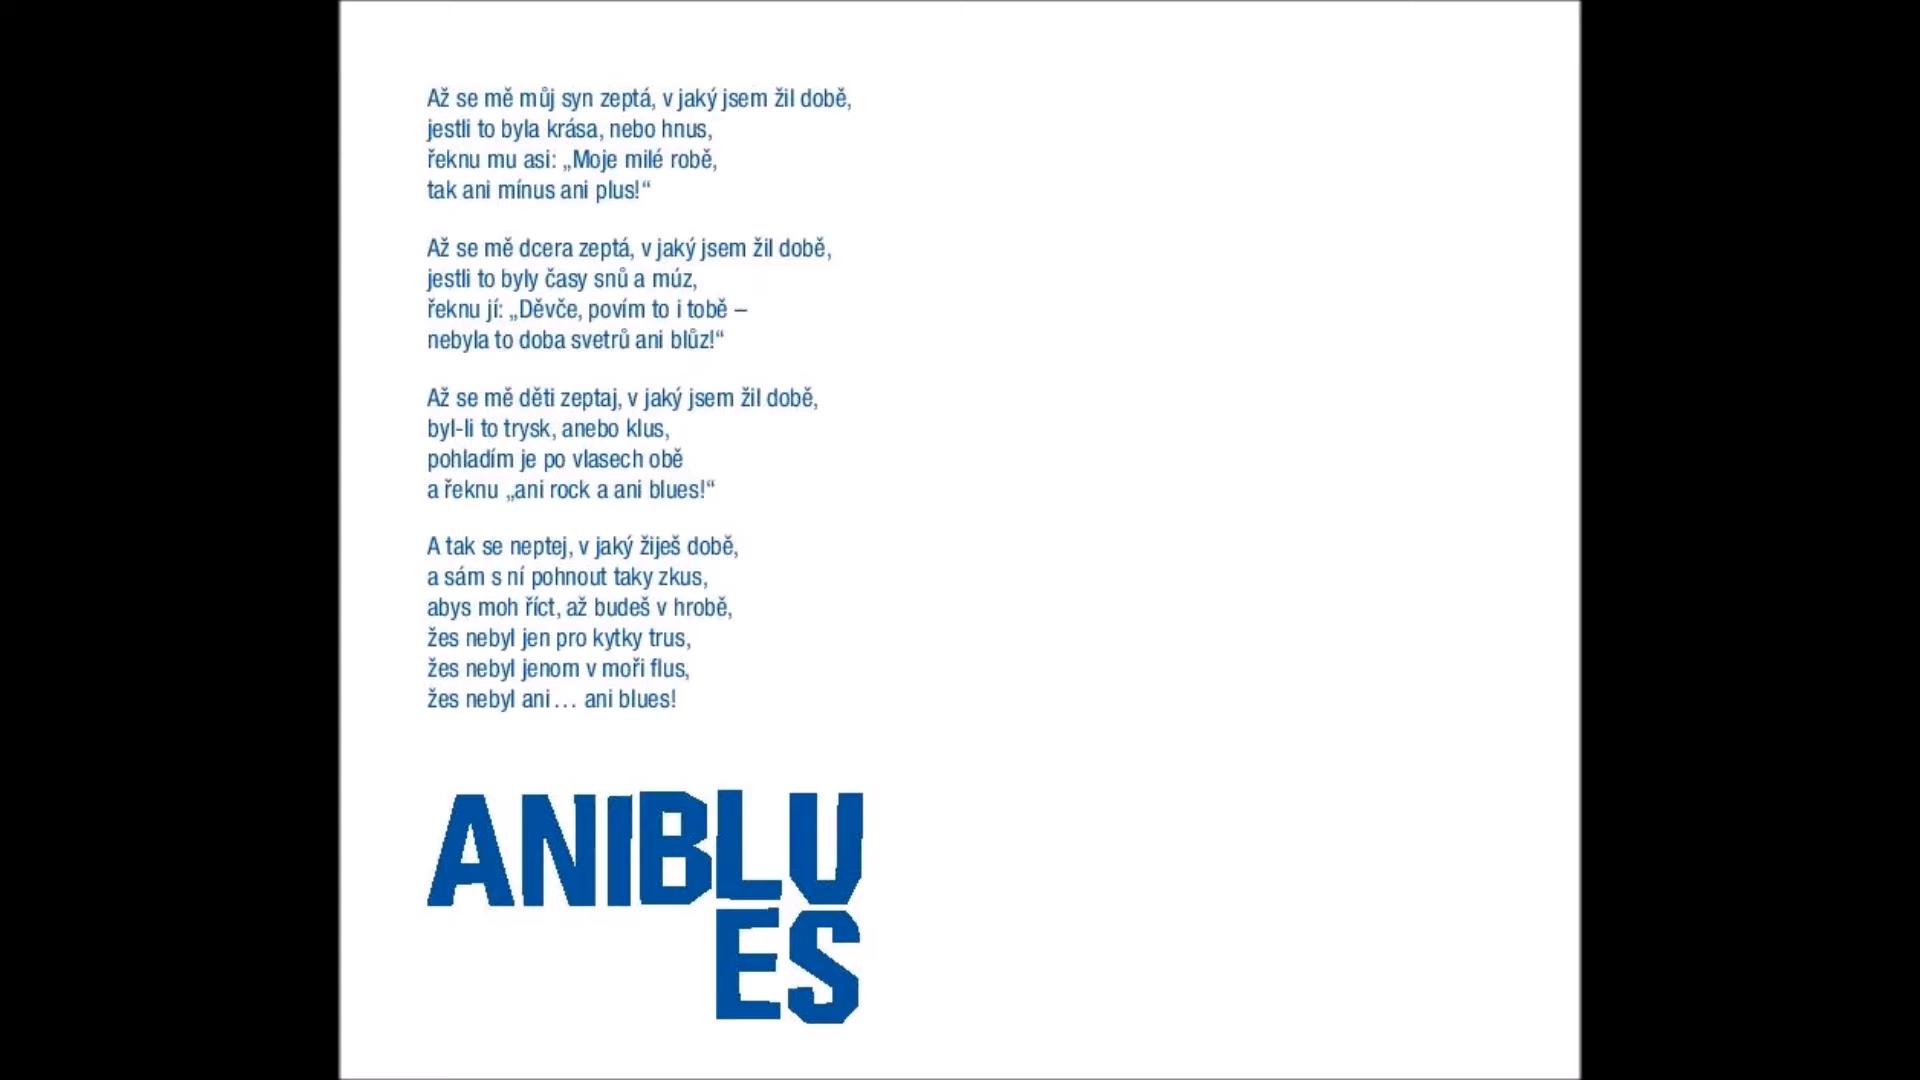 Až se mě můj syn zeptá, v jaký jsem žil době,
jestli to byla krása, nebo hnus,
řeknu mu asi: „Moje milé robě,
tak ani mínus ani plus!“
Až se mě dcera zeptá, v jaký jsem žil době,
jestli to byly časy snů a múz,
řeknu jí: „Děvče, povím to i tobě –
nebyla to doba svetrů ani blůz!“
Až se mě děti zeptaj, v jaký jsem žil době,
byl-li to trysk, anebo klus,
pohladím je po vlasech obě
a řeknu „ani rock a ani blues!“
A tak se neptej, v jaký žiješ době,
a sám s ní pohnout taky zkus,
abys moh říct, až budeš v hrobě,
žes nebyl jen pro kytky trus,
žes nebyl jenom v moři flus,
žes nebyl ani… ani blues!
ANIBLU
ES